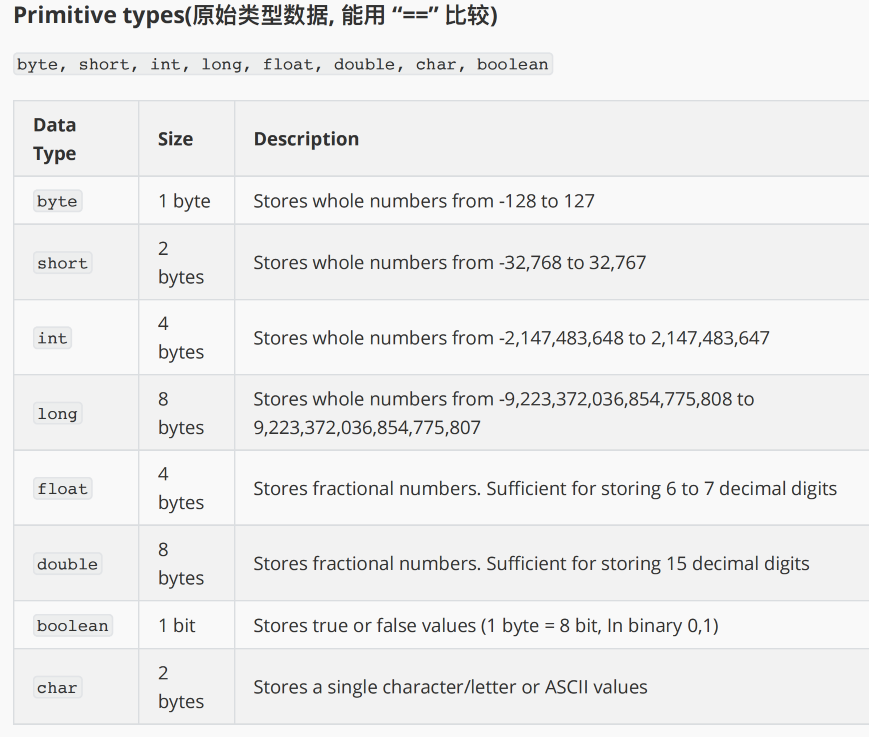 Primitive types(原始类型数据, 能用 “==” 比较)
byte, short, int, long, float, double, char, boolean
Data Type Size Description
byte 1 byte Stores whole numbers from -128 to 127
short 2 bytes Stores whole numbers from -32,768 to 32,767
int 4 bytes Stores whole numbers from -2,147,483,648 to 2,147,483,647
long 8 bytes Stores whole numbers from -9,223,372,036,854,775,808 to
9,223,372,036,854,775,807
float 4 bytes Stores fractional numbers. Sufficient for storing 6 to 7 decimal digits
double 8 bytes Stores fractional numbers. Sufficient for storing 15 decimal digits
boolean 1 bit Stores true or false values (1 byte = 8 bit, In binary 0,1)
char 2 bytes Stores a single character/letter or ASCII values